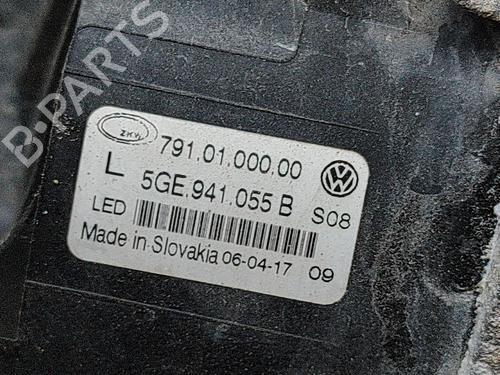 B-PARTS
ZKW 791.01.000.00
L 5GE.941.055 B S08
LED
Made in Slovakia 06-04-17 09